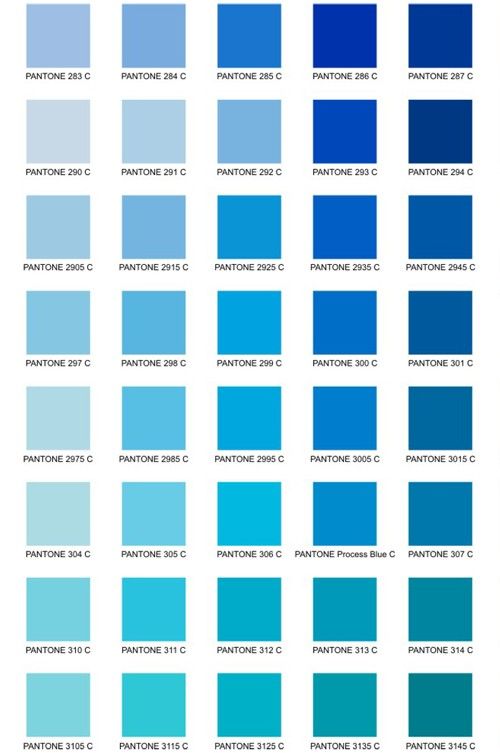 PANTONE 283 C PANTONE 284 C PANTONE 285 C PANTONE 286 C PANTONE 287 C
PANTONE 290 C PANTONE 291 C PANTONE 292 C PANTONE 293 C PANTONE 294 C
PANTONE 2905 C PANTONE 2915 C PANTONE 2925 C PANTONE 2935 C PANTONE 2945 C
PANTONE 297 C PANTONE 298 C PANTONE 299 C PANTONE 300 C PANTONE 301 C
PANTONE 2975 C PANTONE 2985 C PANTONE 2995 C PANTONE 3005 C PANTONE 3015 C
PANTONE 304 C PANTONE 305 C PANTONE 306 C PANTONE Process Blue C PANTONE 307 C
PANTONE 310 C PANTONE 311 C PANTONE 312 C PANTONE 313 C PANTONE 314 C
PANTONE 3105 C PANTONE 3115 C PANTONE 3125 C PANTONE 3135 C PANTONE 3145 C